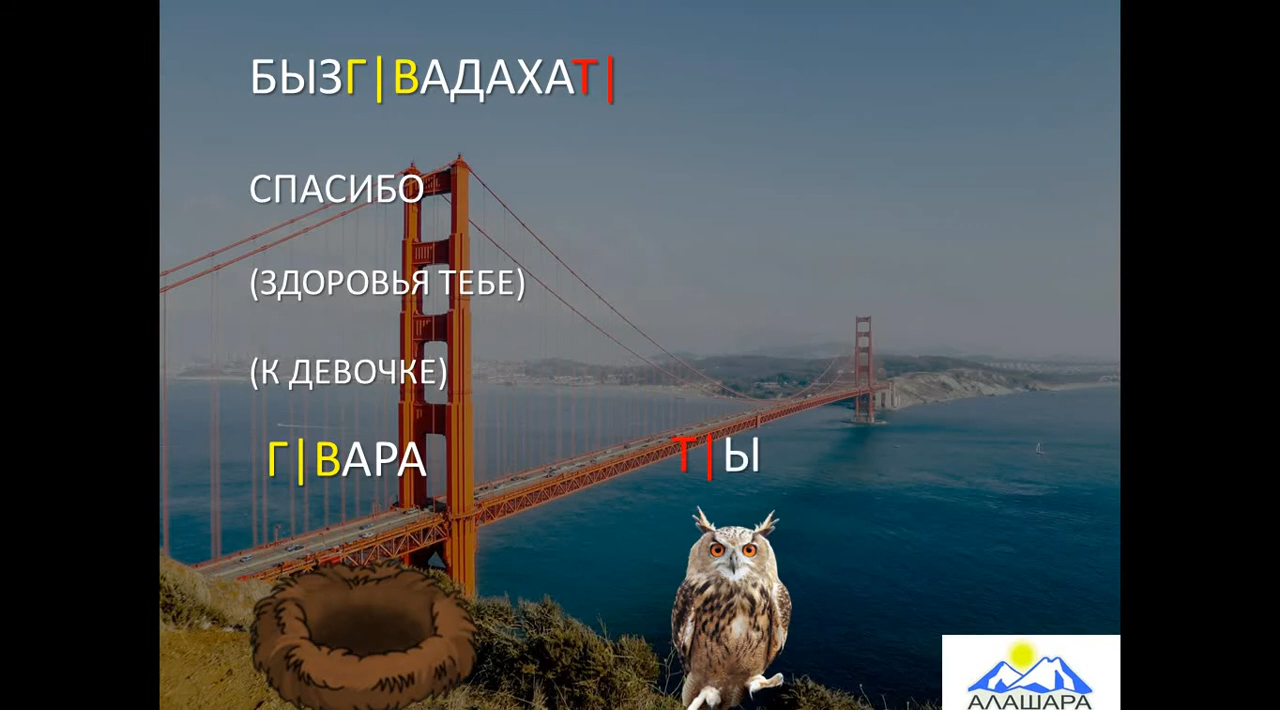 БЫЗГ|ВАДАХАТ|
СПАСИБО
(ЗДОРОВЬЯ ТЕБЕ)
(К ДЕВОЧКЕ)
Г|ВАРА Т|Ы
АЛАШАРА